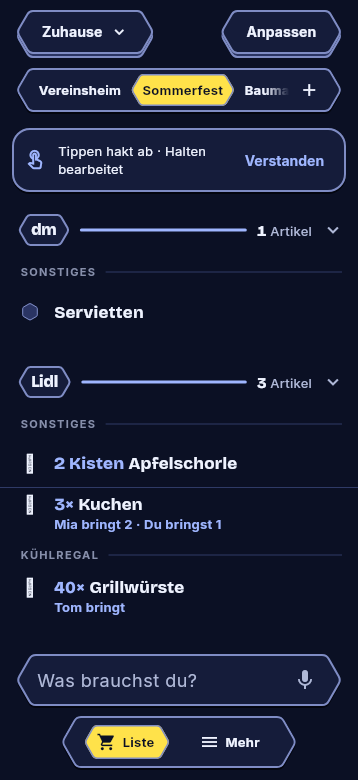 Zuhause
Anpassen
Vereinsheim Sommerfest Bauma
Tippen hakt ab · Halten
bearbeitet
Verstanden
dm
1 Artikel
SONSTIGES
Servietten
Lidl
3 Artikel
SONSTIGES
2 Kisten Apfelschorle
3× Kuchen
Mia bringt 2 · Du bringst 1
KÜHLREGAL
40× Grillwürste
Tom bringt
Was brauchst du?
Liste Mehr